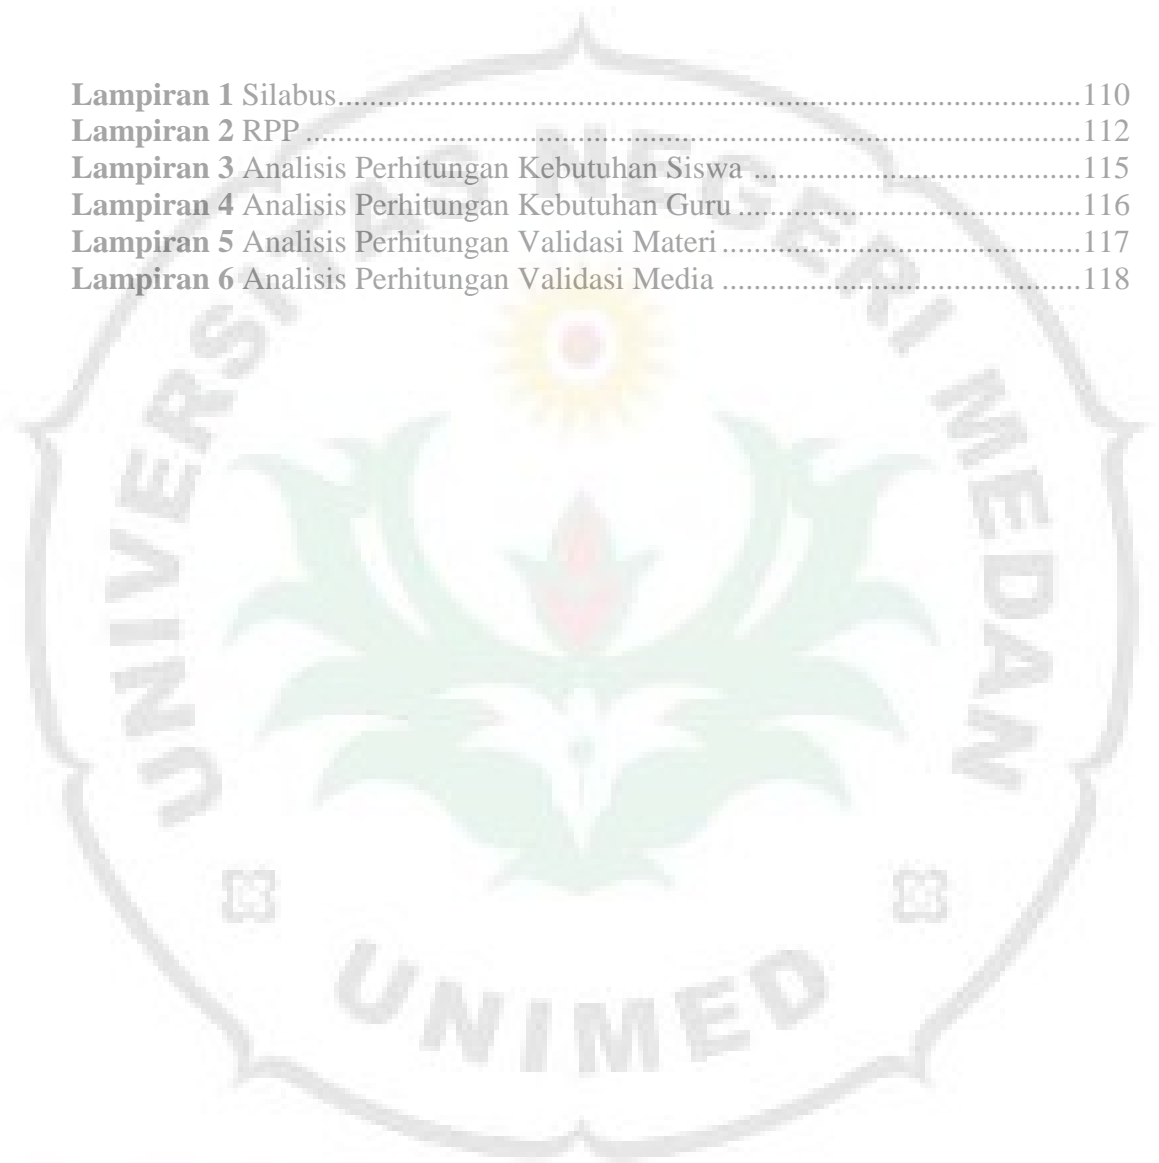 Lampiran 1 Silabus..............................................................................................110
Lampiran 2 RPP..................................................................................................112
Lampiran 3 Analisis Perhitungan Kebutuhan Siswa .........................................115
Lampiran 4 Analisis Perhitungan Kebutuhan Guru...........................................116
Lampiran 5 Analisis Perhitungan Validasi Materi.............................................117
Lampiran 6 Analisis Perhitungan Validasi Media .............................................118
UNIVERSITAS NEGERI MEDAN
UNIMED